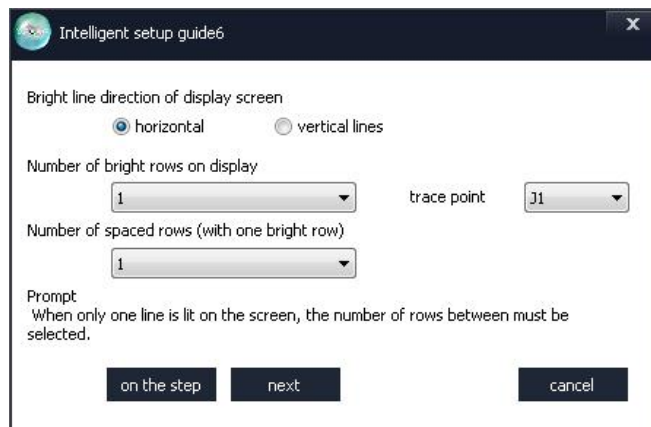 Intelligent setup guide6
X
Bright line direction of display screen
horizontal vertical lines
Number of bright rows on display
1 trace point J1
Number of spaced rows (with one bright row)
1
Prompt
When only one line is lit on the screen, the number of rows between must be
selected.
on the step next cancel